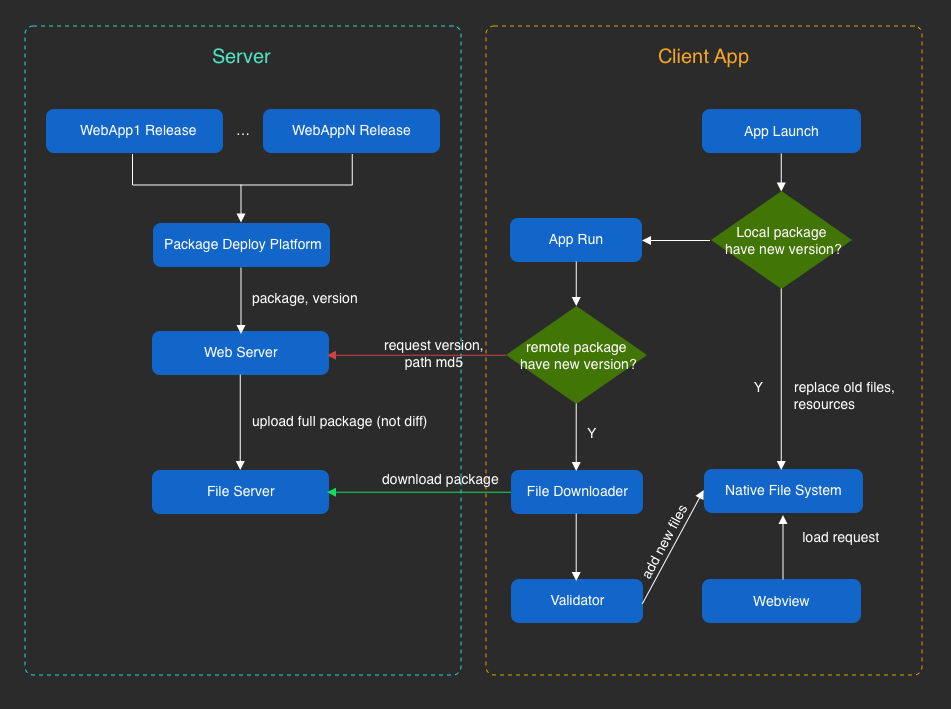 Server
Client App
WebApp1 Release
...
WebAppN Release
App Launch
Package Deploy Platform
App Run
Local package
have new version?
package, version
Web Server
request version,
path md5
remote package
have new version?
Y
replace old files,
resources
upload full package (not diff)
Y
File Server
download package
File Downloader
Native File System
add new files
load request
Validator
Webview